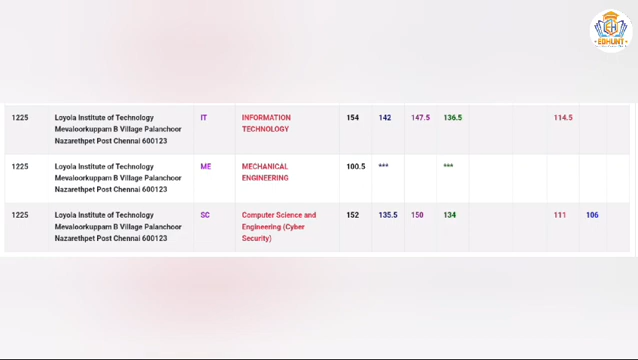 EDHUNT
1225 Loyola Institute of Technology IT INFORMATION 154 142 147.5 136.5 114.5
Mevaloorkuppam B Village Palanchoor TECHNOLOGY
Nazarethpet Post Chennai 600123
1225 Loyola Institute of Technology ME MECHANICAL 100.5 *** ***
Mevaloorkuppam B Village Palanchoor ENGINEERING
Nazarethpet Post Chennai 600123
1225 Loyola Institute of Technology SC Computer Science and 152 135.5 150 134 111 106
Mevaloorkuppam B Village Palanchoor Engineering (Cyber
Nazarethpet Post Chennai 600123 Security)